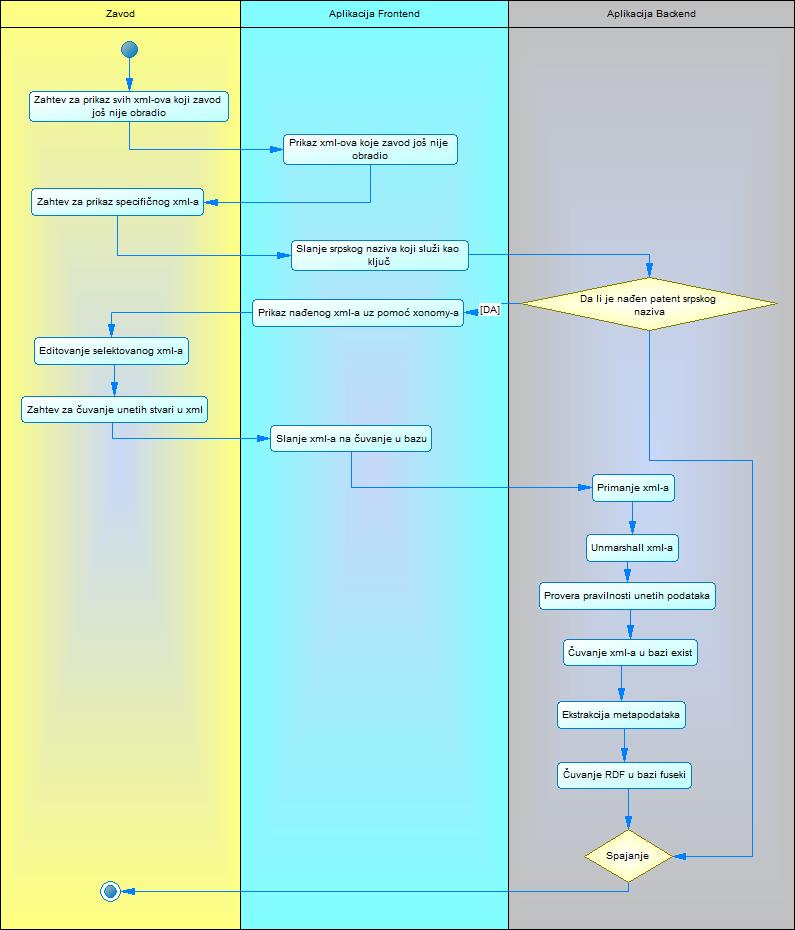 Zavod
Aplikacija Frontend
Aplikacija Backend
Zahtev za prikaz svih xml-ova koji zavod
još nije obradio
Prikaz xml-ova koje zavod još nije
obradio
Zahtev za prikaz specifičnog xml-a
Slanje srpskog naziva koji služi kao
ključ
Da li je nađen patent srpskog
naziva
[DA]
Prikaz nađenog xml-a uz pomoć xonomy-a
Editovanje selektovanog xml-a
Zahtev za čuvanje unetih stvari u xml
Slanje xml-a na čuvanje u bazu
Primanje xml-a
Unmarshall xml-a
Provera pravilnosti unetih podataka
Čuvanje xml-a u bazi exist
Ekstrakcija metapodataka
Čuvanje RDF u bazi fuseki
Spajanje